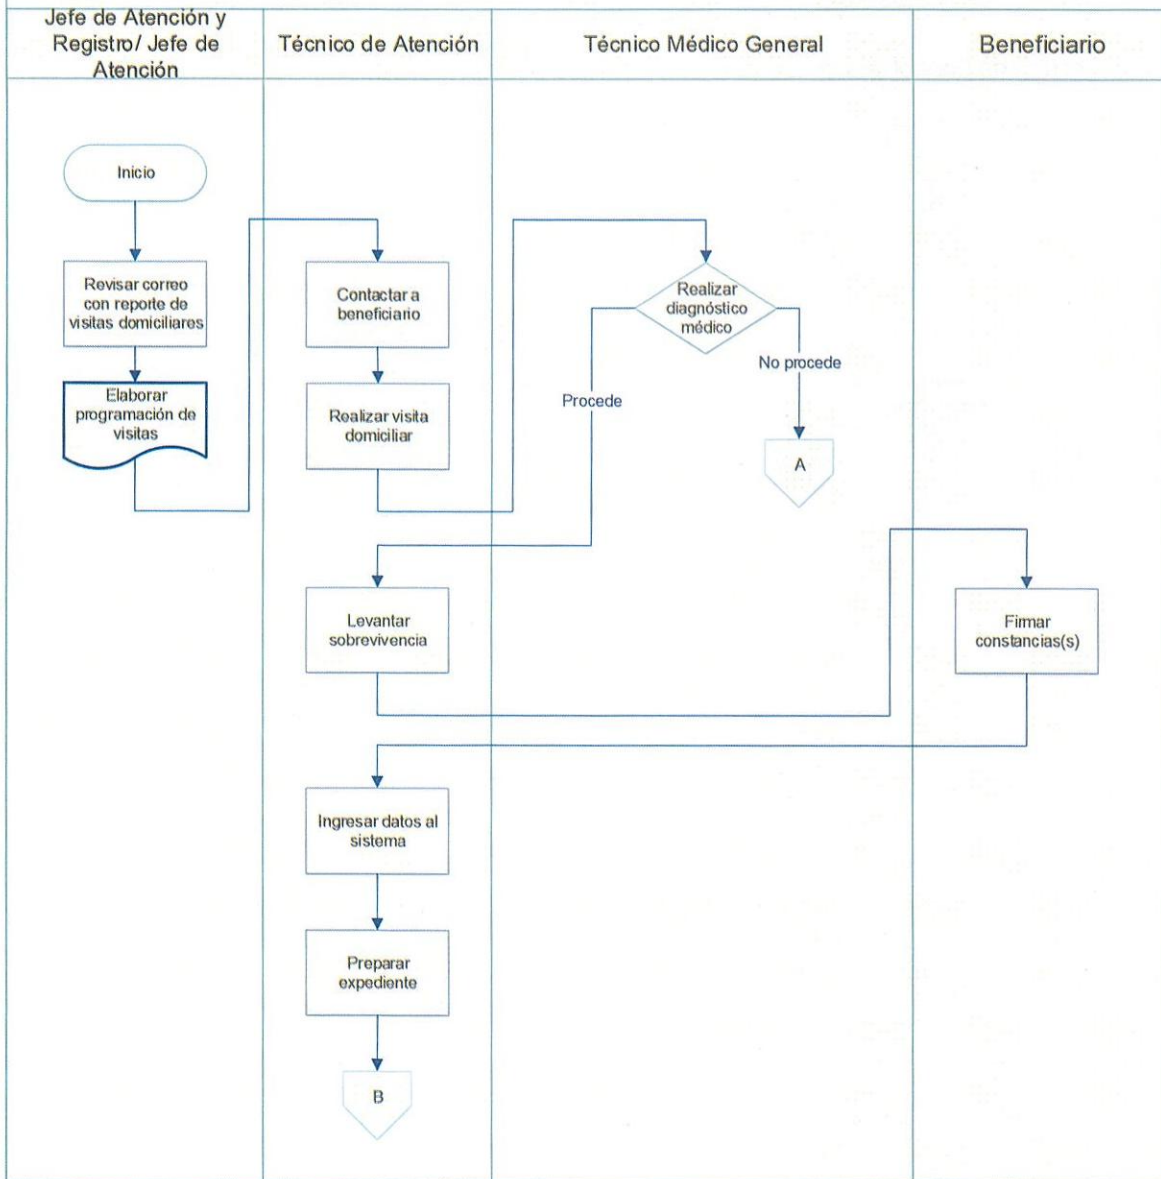 Jefe de Atención y
Registro/ Jefe de
Atención
Técnico de Atención
Técnico Médico General
Beneficiario
Inicio
Revisar correo
con reporte de
visitas domiciliares
Elaborar
programación de
visitas
Contactar a
beneficiario
Realizar visita
domiciliar
Realizar
diagnóstico
médico
No procede
Procede
A
Levantar
sobrevivencia
Firmar
constancias(s)
Ingresar datos al
sistema
Preparar
expediente
B